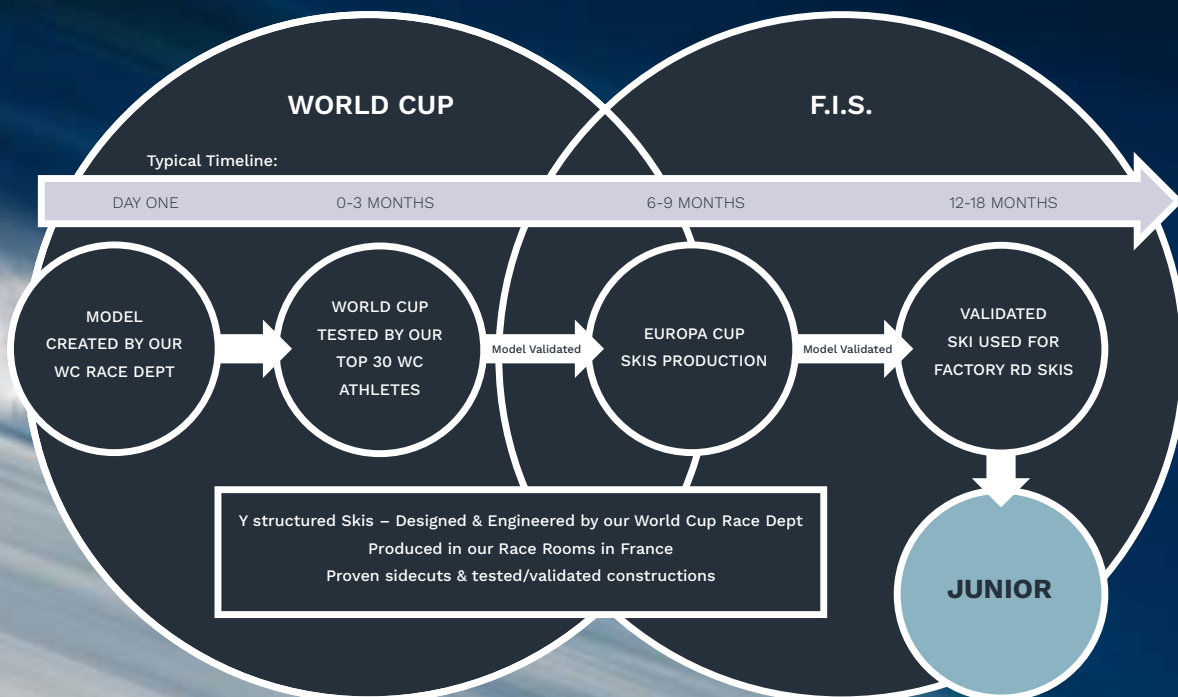 WORLD CUP
F.I.S.
Typical Timeline:
DAY ONE
0-3 MONTHS
6-9 MONTHS
12-18 MONTHS
MODEL
CREATED BY OUR
WC RACE DEPT
WORLD CUP
TESTED BY OUR
TOP 30 WC
ATHLETES
Model Validated
EUROPA CUP
SKIS PRODUCTION
Model Validated
VALIDATED
SKI USED FOR
FACTORY RD SKIS
Y structured Skis – Designed & Engineered by our World Cup Race Dept
Produced in our Race Rooms in France
Proven sidecuts & tested/validated constructions
JUNIOR